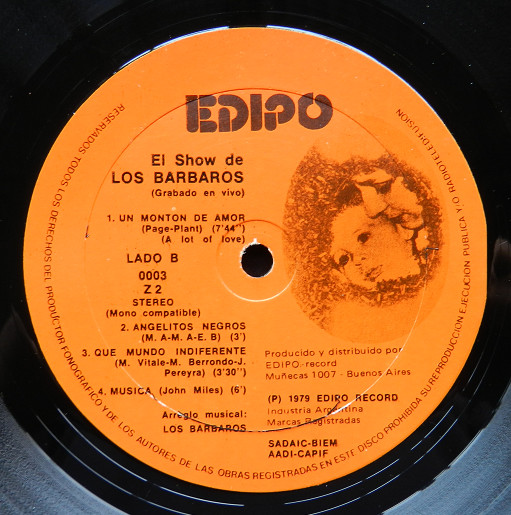 EDIPO
El Show de
LOS BARBAROS
(Grabado en vivo)
1. UN MONTON DE AMOR
(Page-Plant) (7'44'')
(A lot of love)
LADO B
0003
Z 2
STEREO
(Mono compatible)
2. ANGELITOS NEGROS
(M. A-M. A-E. B) (3')
3. QUE MUNDO INDIFERENTE
(M. Vitale-M. Berrondo-J.
Pereyra) (3'30'')
4. MUSICA (John Miles) (6')
Arreglo musical:
LOS BARBAROS
Producido y distribuido por
EDIPO-record
Muñecas 1007 - Buenos Aires
(P) 1979 EDIPO RECORD
Industria Argentina
Marcas Registradas
SADAIC-BIEM
AADI-CAPIF
RESERVADOS TODOS LOS DERECHOS DEL PRODUCTOR FONOGRAFICO Y DE LOS AUTORES DE LAS OBRAS REGISTRADAS EN ESTE DISCO PROHIBIDA SU REPRODUCCION EJECUCION PUBLICA Y/O RADIOTELEDIFUSION